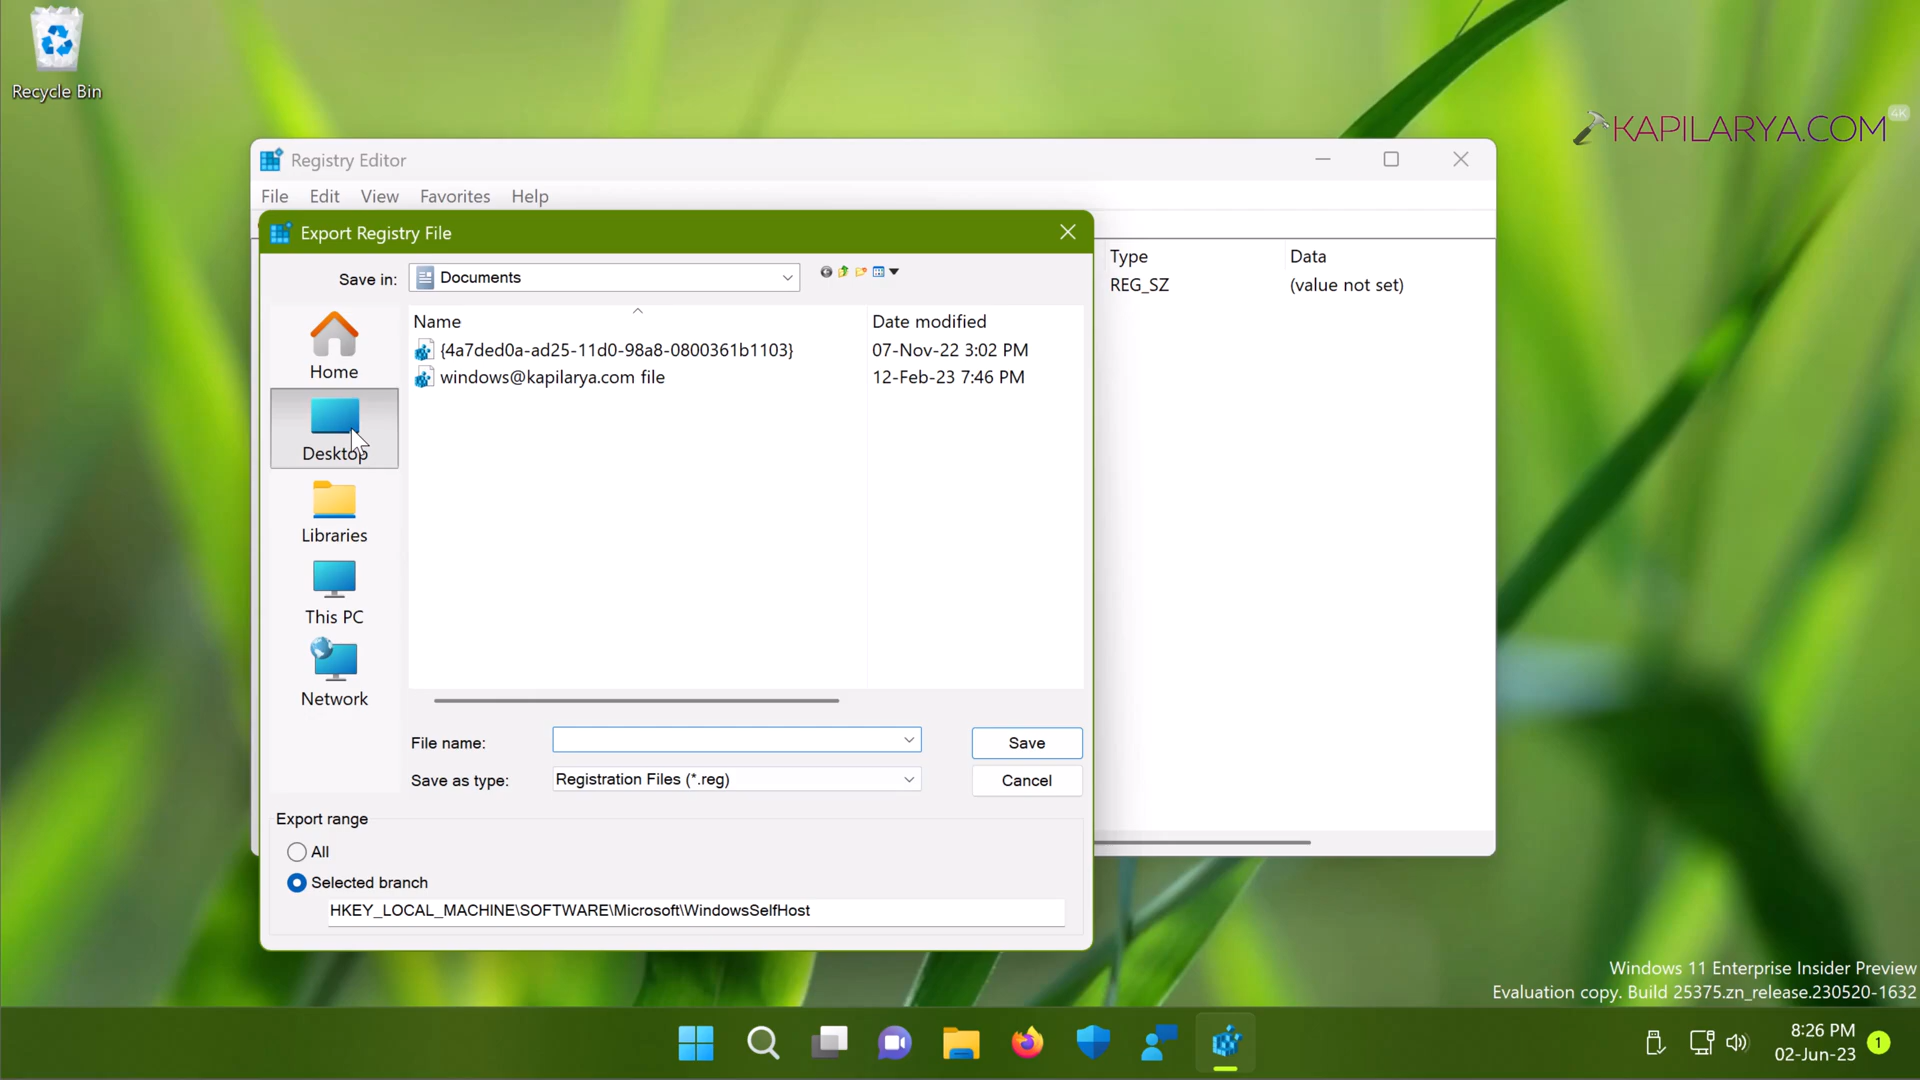 Recycle Bin
KAPILARYA.COM
4K
Registry Editor
File Edit View Favorites Help
Export Registry File
Save in: Documents
Type Data
REG_SZ (value not set)
Name Date modified
{4a7ded0a-ad25-11d0-98a8-0800361b1103} 07-Nov-22 3:02 PM
windows@kapilarya.com file 12-Feb-23 7:46 PM
Home
Desktop
Libraries
This PC
Network
File name: Save
Save as type: Registration Files (*.reg) Cancel
Export range
All
Selected branch
HKEY_LOCAL_MACHINE\SOFTWARE\Microsoft\WindowsSelfHost
Windows 11 Enterprise Insider Preview
Evaluation copy. Build 25375.zn_release.230520-1632
8:26 PM
02-Jun-23
1